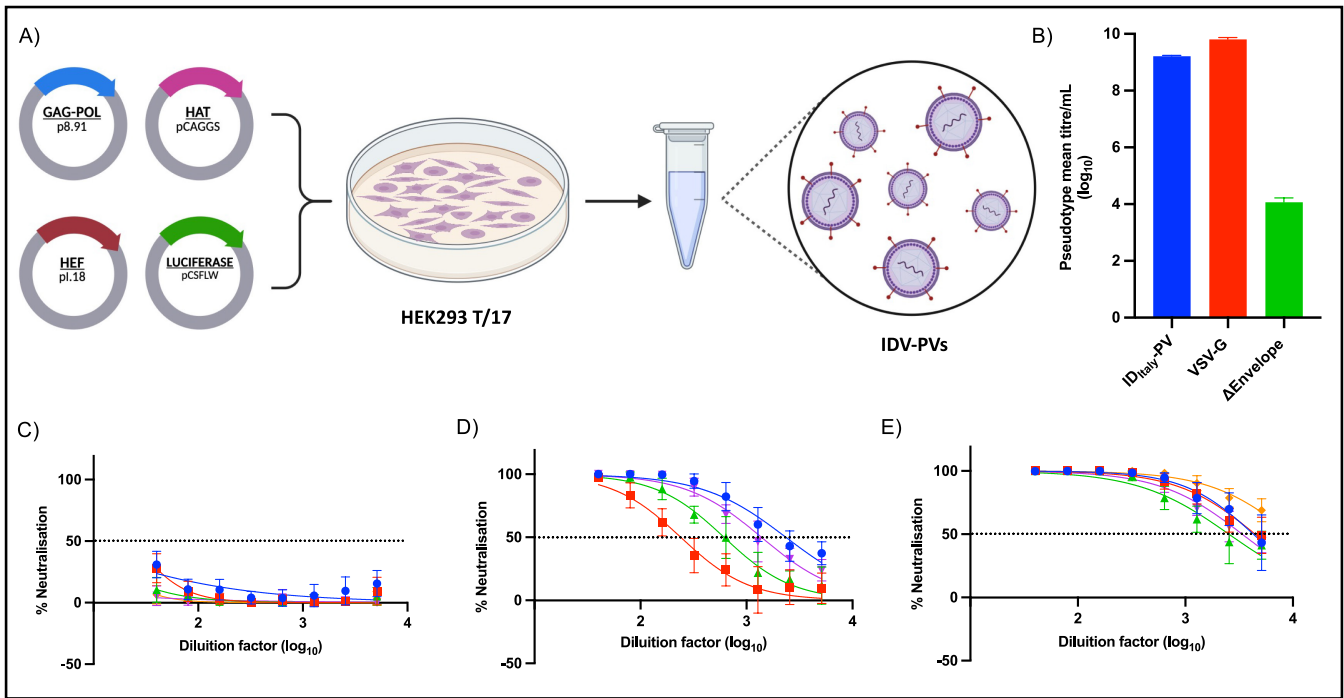 A)
GAG-POL
p8.91
HAT
pCAGGS
HEF
pI.18
LUCIFERASE
pCSFLW
HEK293 T/17
IDV-PVs
B)
Pseudotype mean titre/mL
(log10)
10
8
6
4
2
0
IDItaly-PV
VSV-G
ΔEnvelope
C)
% Neutralisation
100
50
0
-50
2
3
4
Diluition factor (log10)
D)
% Neutralisation
100
50
0
-50
2
3
4
Diluition factor (log10)
E)
% Neutralisation
100
50
0
-50
2
3
4
Diluition factor (log10)